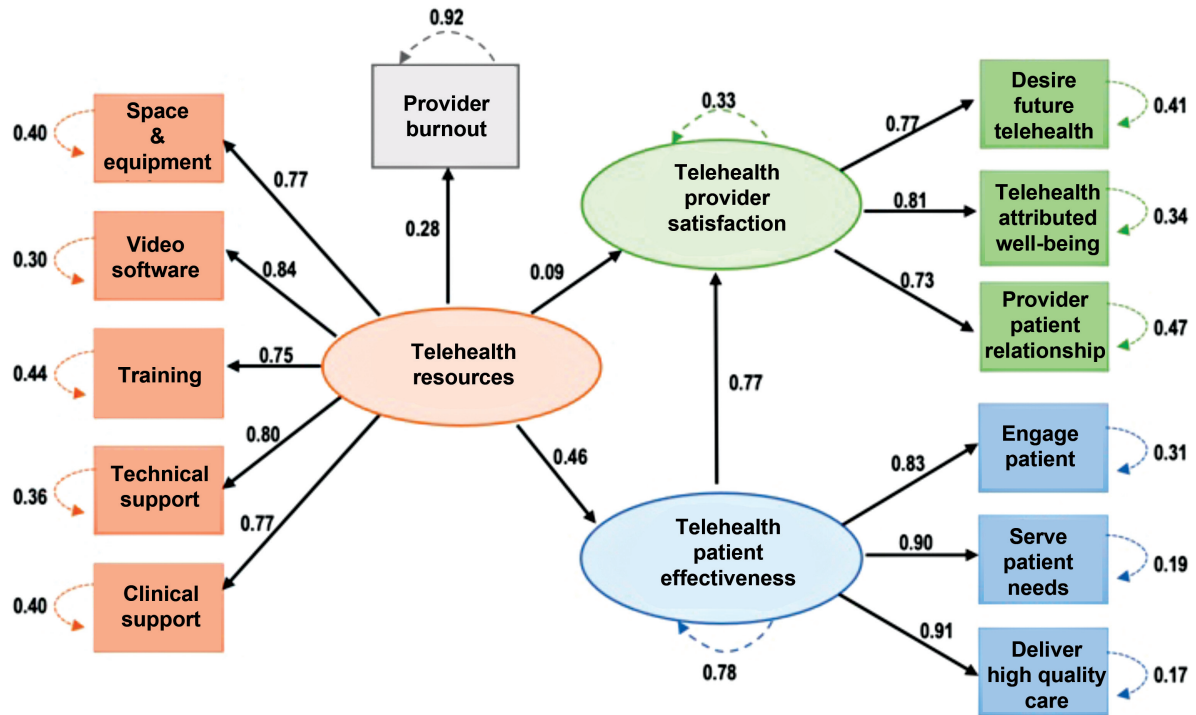 0.92
Provider
burnout
0.40
Space
&
equipment
0.77
0.30
Video
software
0.84
0.44
Training
0.75
0.36
Technical
support
0.80
0.40
Clinical
support
0.77
0.28
Telehealth
resources
0.09
0.46
0.33
Telehealth
provider
satisfaction
0.77
Desire
future
telehealth
0.41
0.81
Telehealth
attributed
well-being
0.34
0.73
Provider
patient
relationship
0.47
0.77
Telehealth
patient
effectiveness
0.78
0.83
Engage
patient
0.31
0.90
Serve
patient
needs
0.19
0.91
Deliver
high quality
care
0.17